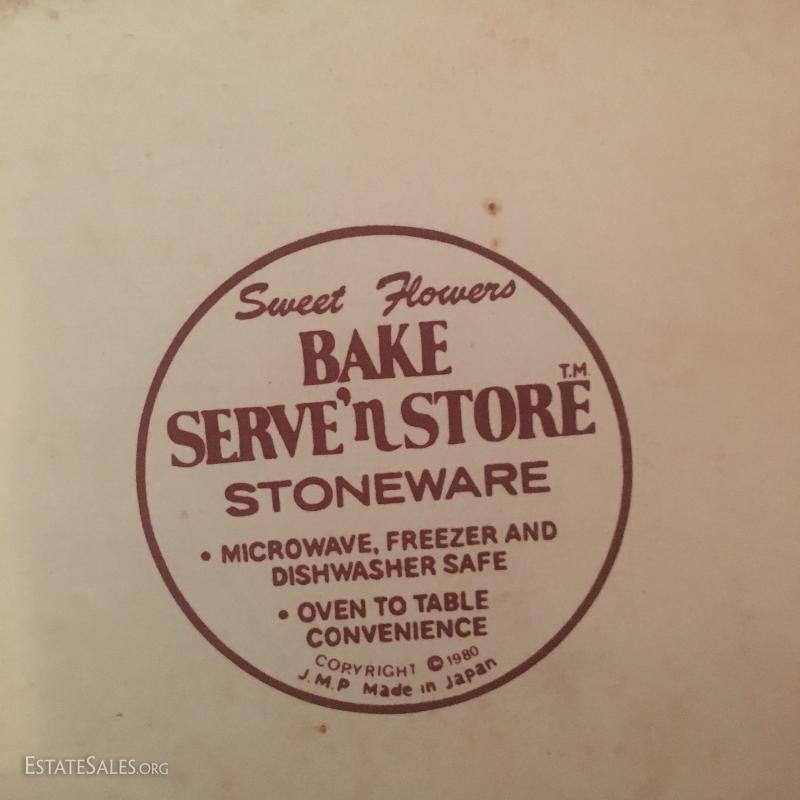 Sweet Flowers
BAKE
SERVE'n STORE T.M.
STONEWARE
• MICROWAVE, FREEZER AND
DISHWASHER SAFE
• OVEN TO TABLE
CONVENIENCE
COPYRIGHT © 1980
J.M.P Made in Japan
ESTATESALES.ORG